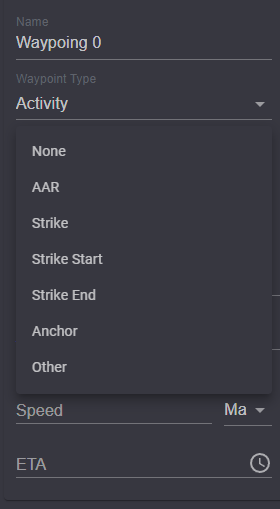 Name
Waypoing 0
Waypoint Type
Activity
None
AAR
Strike
Strike Start
Strike End
Anchor
Other
Speed
Ma
ETA